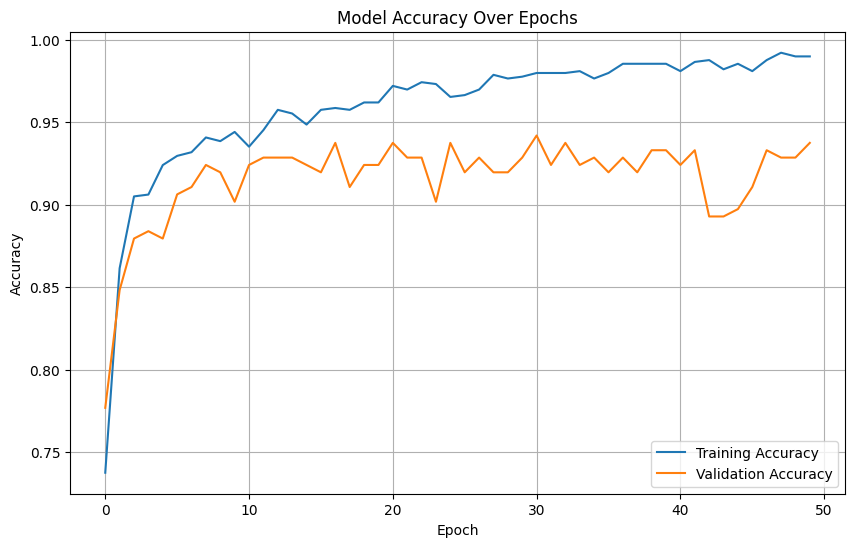 Model Accuracy Over Epochs
1.00
0.95
0.90
0.85
0.80
0.75
Accuracy
0
10
20
30
40
50
Epoch
Training Accuracy
Validation Accuracy